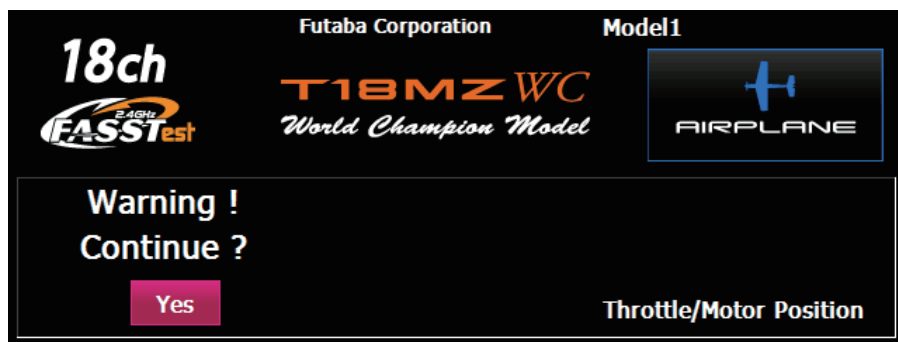 Futaba Corporation
Model1
18ch
T18MZ WC
World Champion Model
2.4GHz
FASSTest
AIRPLANE
Warning !
Continue ?
Yes
Throttle/Motor Position